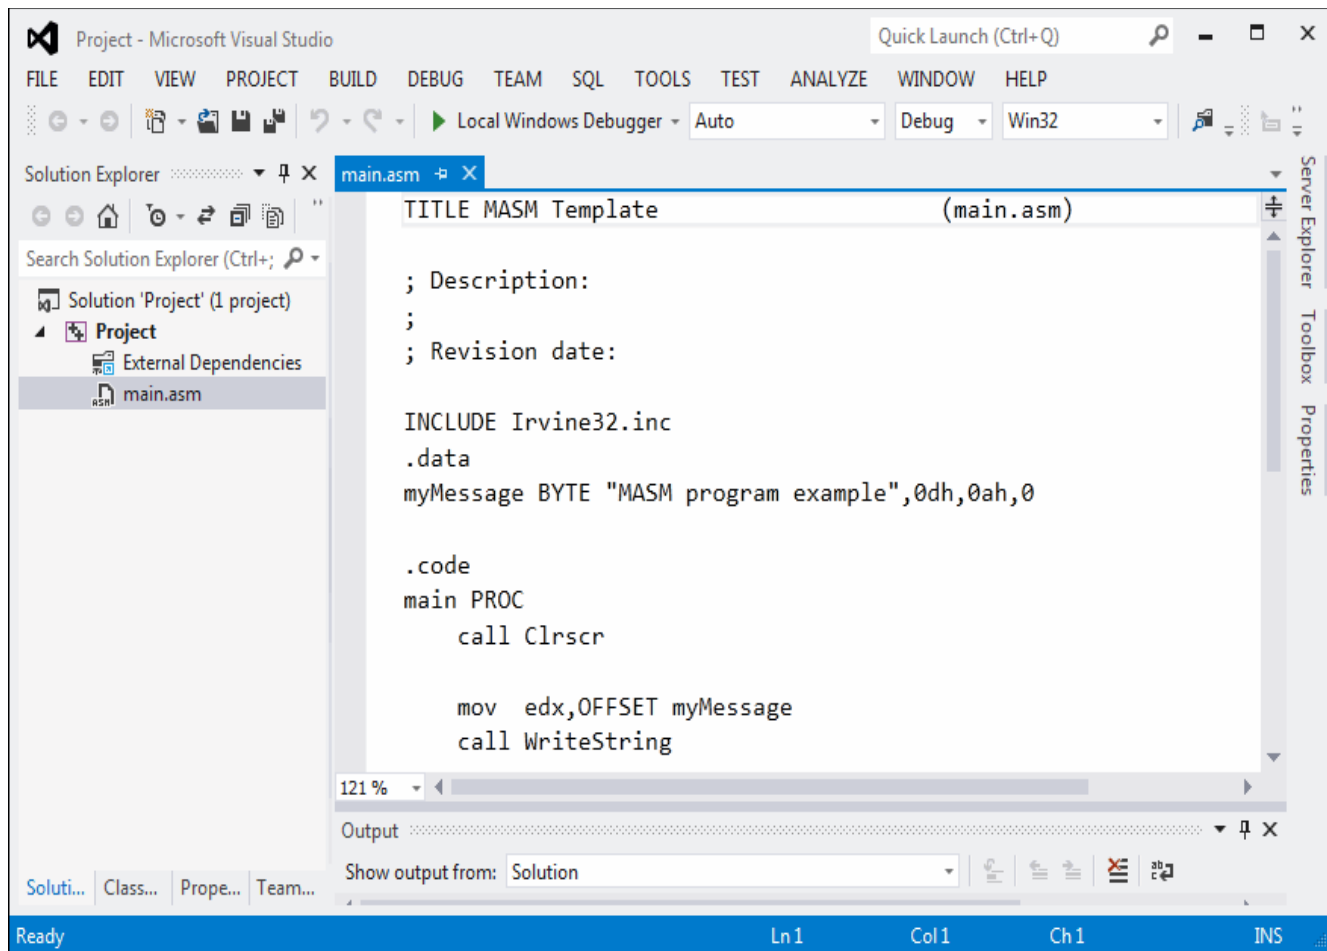 Project - Microsoft Visual Studio
Quick Launch (Ctrl+Q)
FILE EDIT VIEW PROJECT BUILD DEBUG TEAM SQL TOOLS TEST ANALYZE WINDOW HELP
Local Windows Debugger Auto Debug Win32
Solution Explorer
Search Solution Explorer (Ctrl+;
Solution 'Project' (1 project)
Project
External Dependencies
main.asm
Soluti... Class... Prope... Team...
main.asm
TITLE MASM Template (main.asm)
; Description:
;
; Revision date:
INCLUDE Irvine32.inc
.data
myMessage BYTE "MASM program example",0dh,0ah,0
.code
main PROC
call Clrscr
mov edx,OFFSET myMessage
call WriteString
121 %
Output
Show output from: Solution
Server Explorer
Toolbox
Properties
Ready Ln 1 Col 1 Ch 1 INS